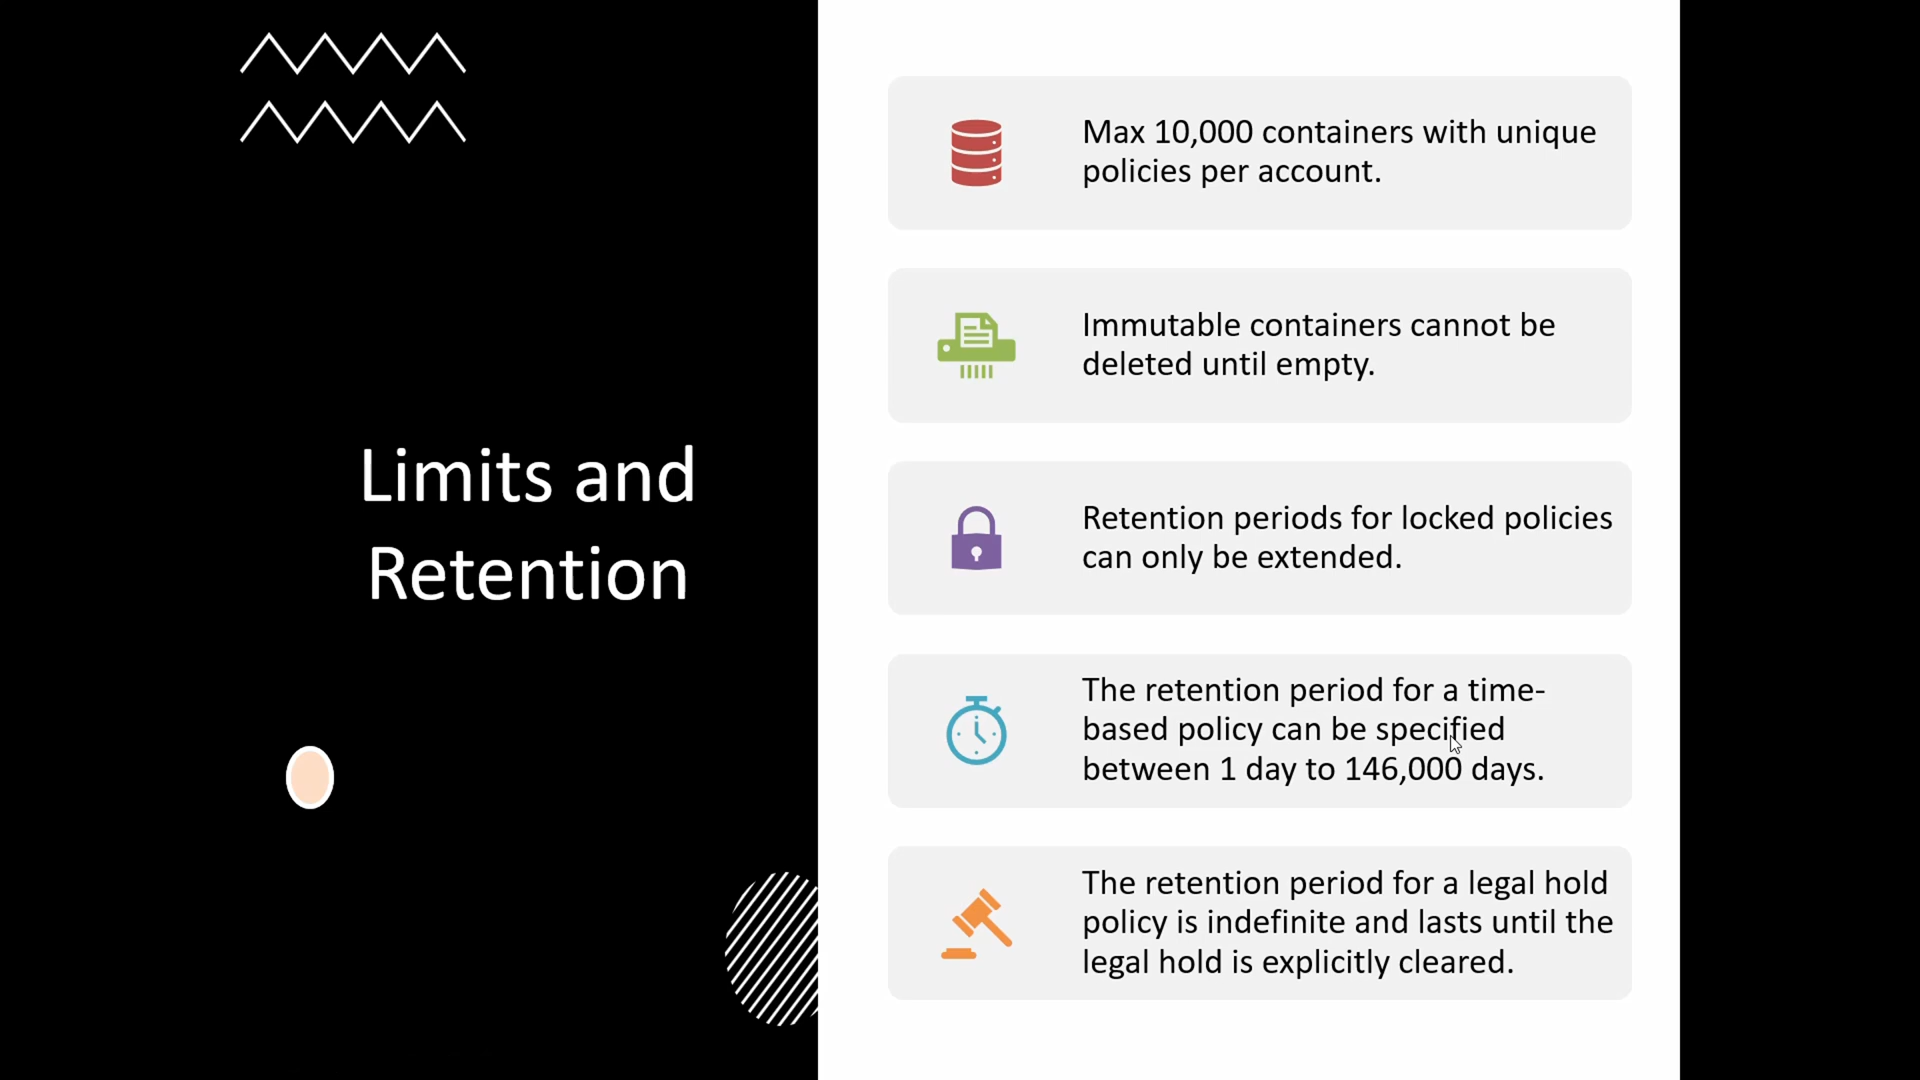 Limits and
Retention
Max 10,000 containers with unique
policies per account.
Immutable containers cannot be
deleted until empty.
Retention periods for locked policies
can only be extended.
The retention period for a time-
based policy can be specified
between 1 day to 146,000 days.
The retention period for a legal hold
policy is indefinite and lasts until the
legal hold is explicitly cleared.